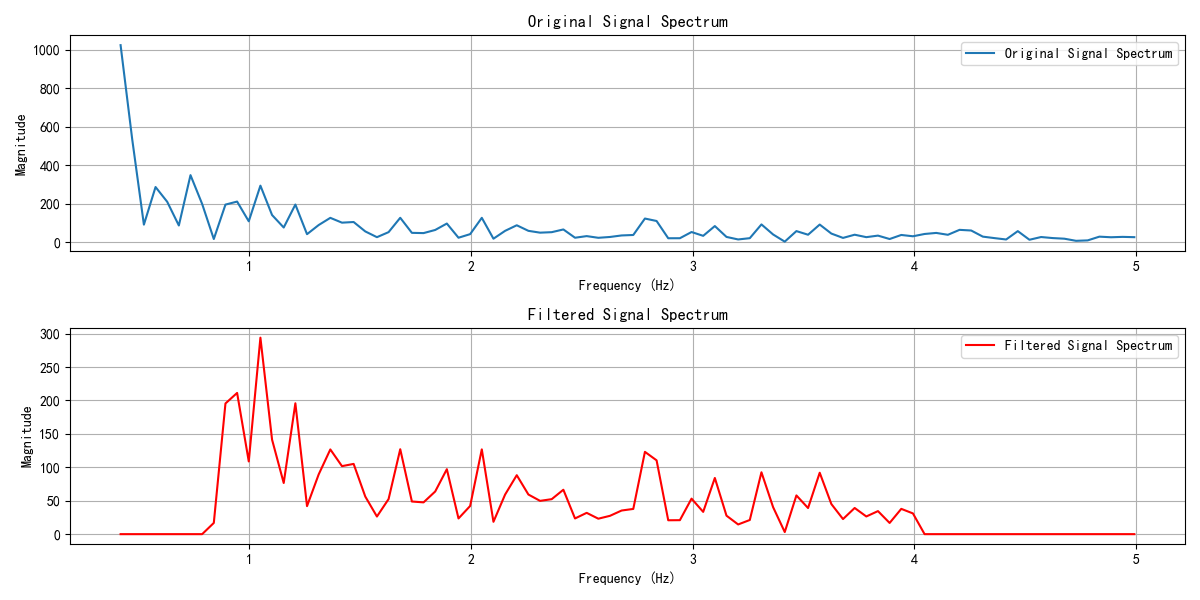 Original Signal Spectrum
1000
800
600
400
200
0
Magnitude
Original Signal Spectrum
1 2 3 4 5
Frequency (Hz)
Filtered Signal Spectrum
300
250
200
150
100
50
0
Magnitude
Filtered Signal Spectrum
1 2 3 4 5
Frequency (Hz)